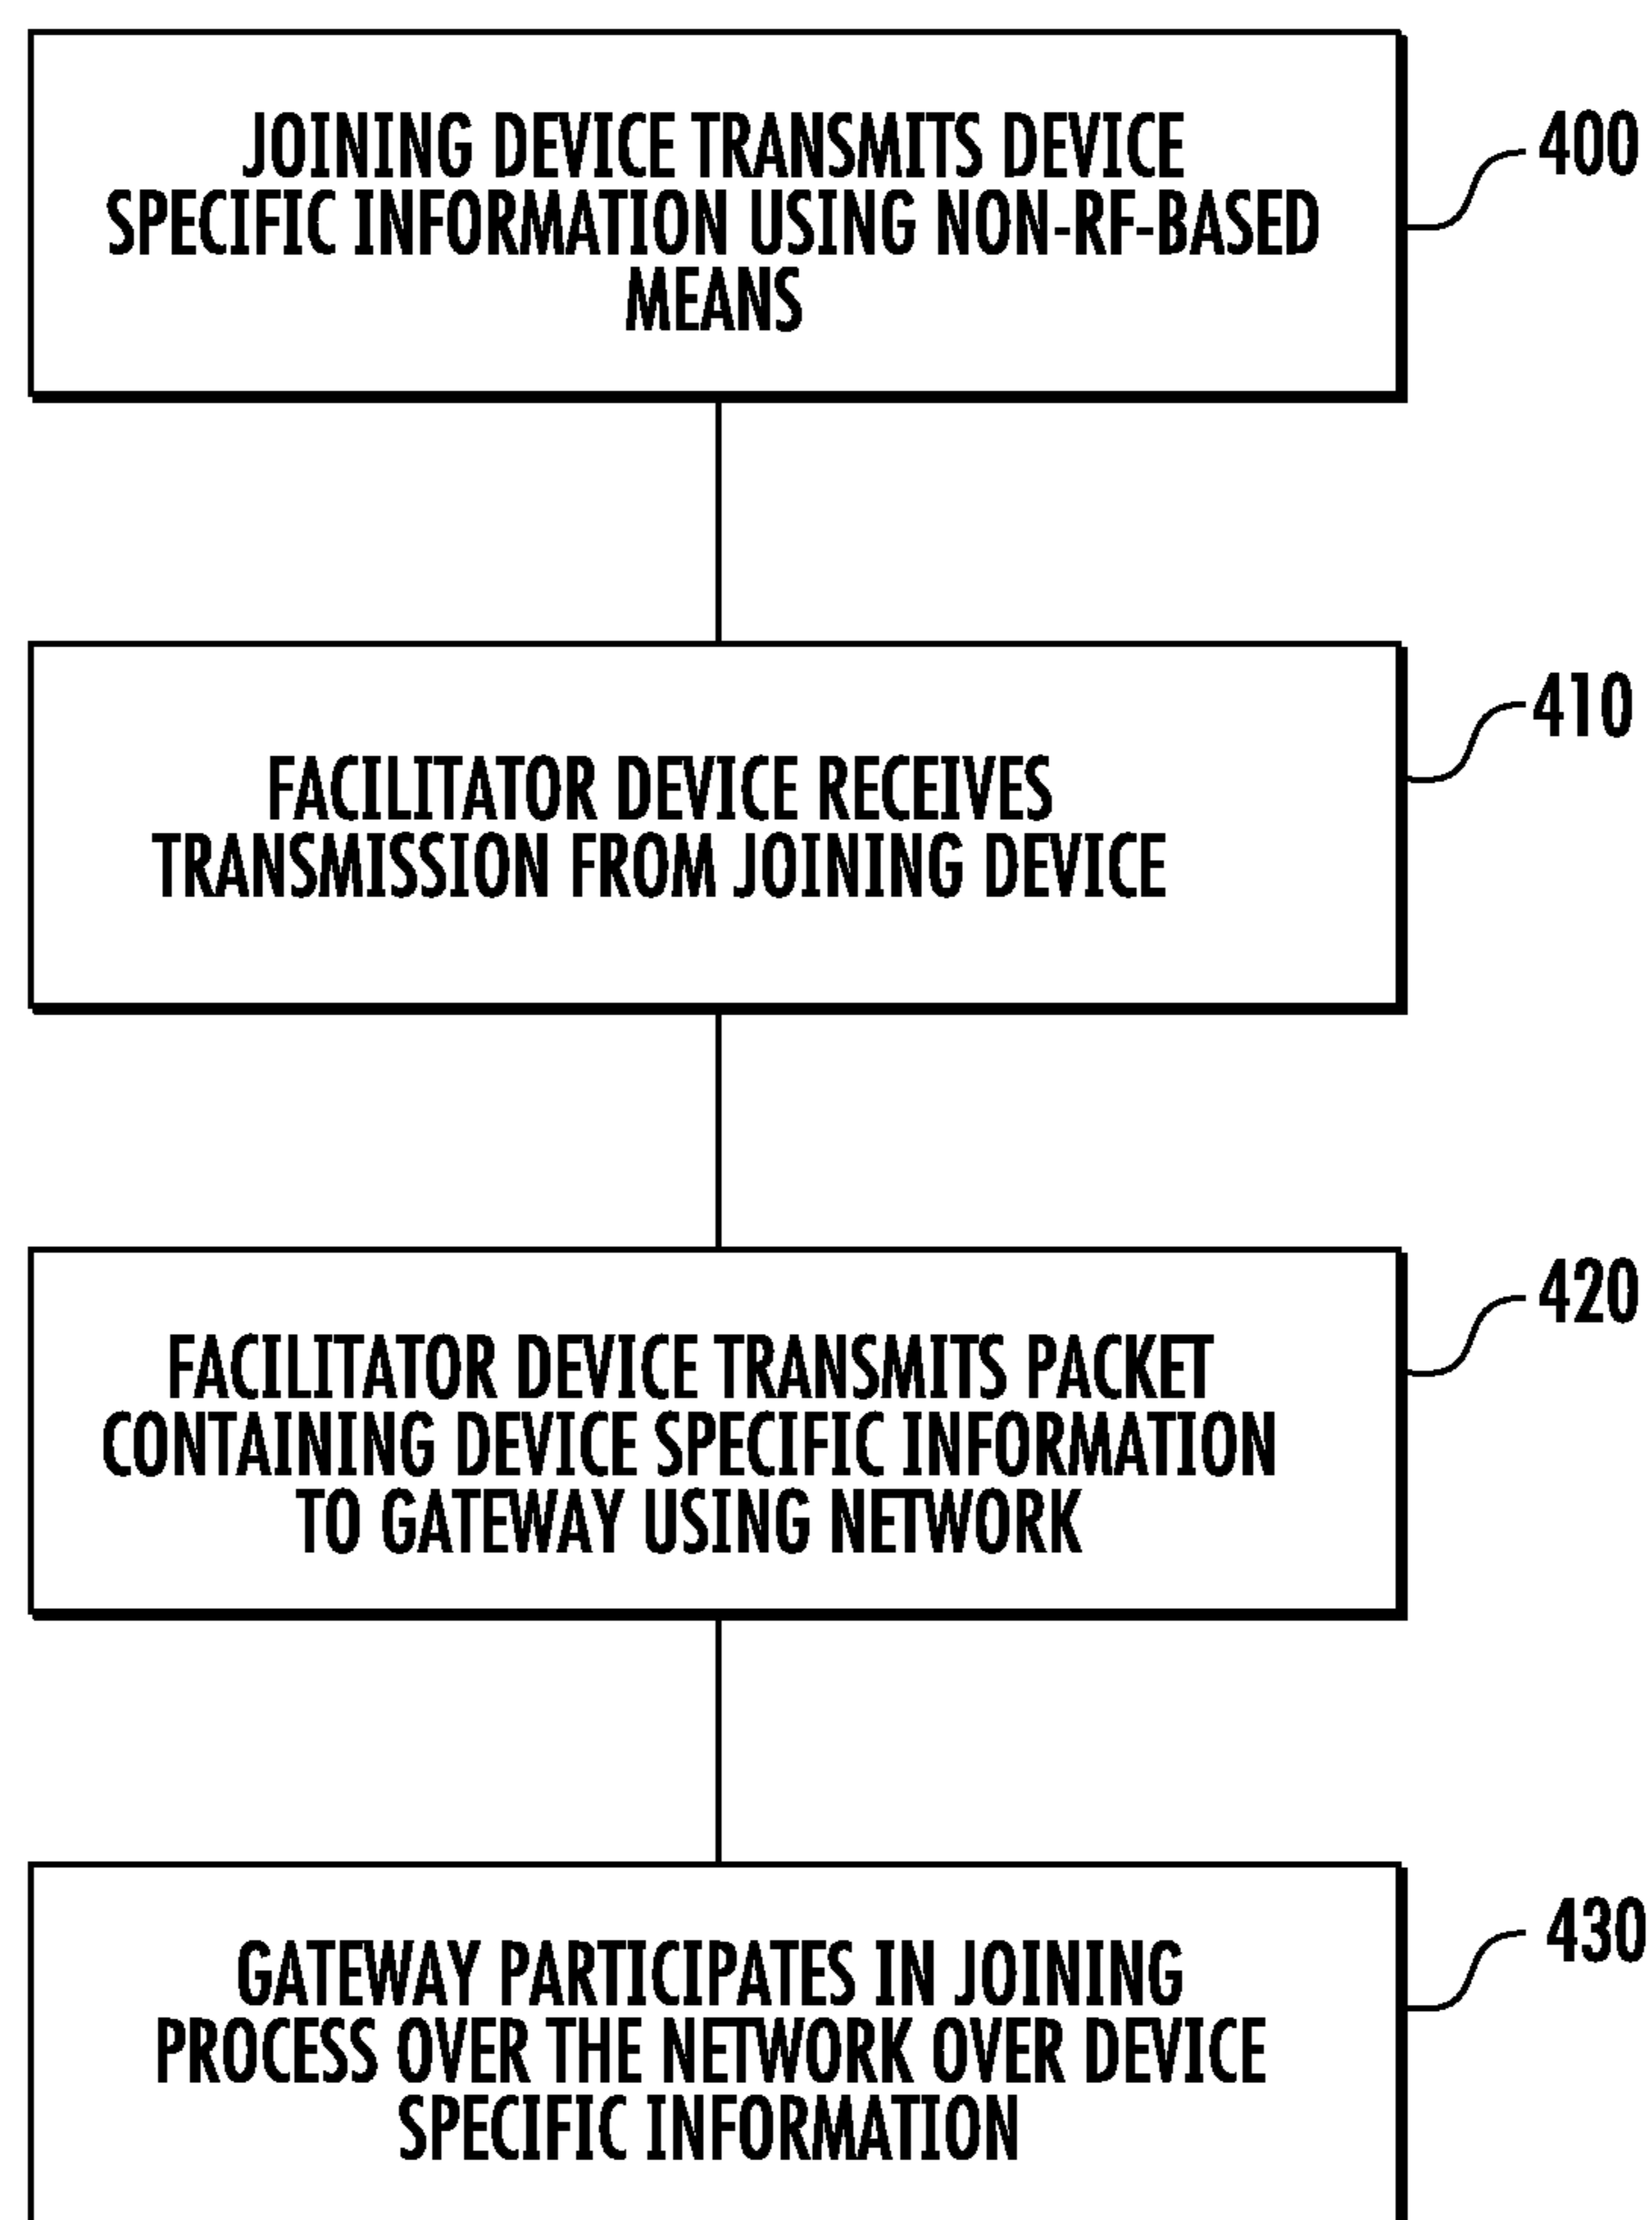 JOINING DEVICE TRANSMITS DEVICE
SPECIFIC INFORMATION USING NON-RF-BASED
MEANS
400
FACILITATOR DEVICE RECEIVES
TRANSMISSION FROM JOINING DEVICE
410
FACILITATOR DEVICE TRANSMITS PACKET
CONTAINING DEVICE SPECIFIC INFORMATION
TO GATEWAY USING NETWORK
420
GATEWAY PARTICIPATES IN JOINING
PROCESS OVER THE NETWORK OVER DEVICE
SPECIFIC INFORMATION
430